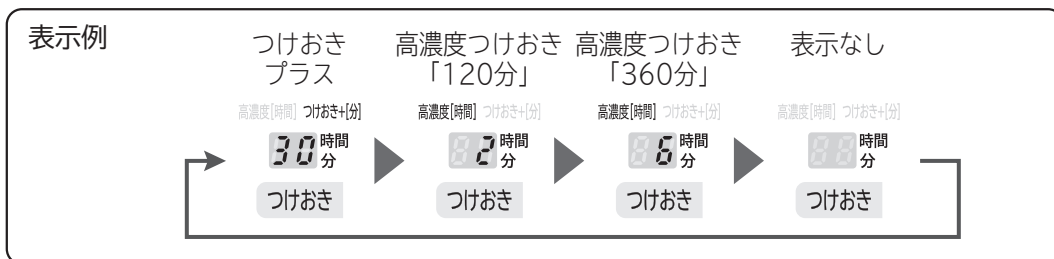 表示例
つけおき
プラス
高濃度つけおき
「120分」
高濃度つけおき
「360分」
表示なし
高濃度[時間] つけおき+[分]
高濃度[時間] つけおき+[分]
高濃度[時間] つけおき+[分]
高濃度[時間] つけおき+[分]
30 時間
分
2 時間
分
6 時間
分
つけおき
つけおき
つけおき
つけおき